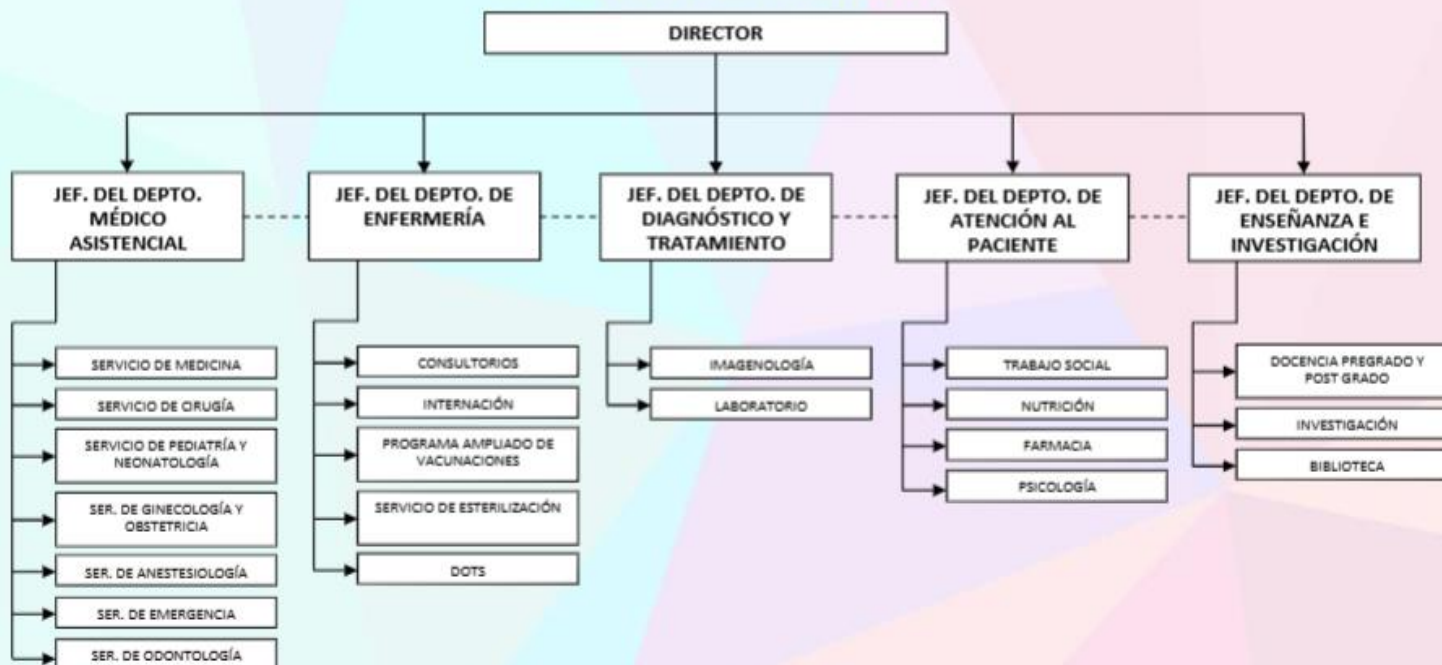 DIRECTOR
JEF. DEL DEPTO.
MÉDICO
ASISTENCIAL
JEF. DEL DEPTO. DE
ENFERMERÍA
JEF. DEL DEPTO. DE
DIAGNÓSTICO Y
TRATAMIENTO
JEF. DEL DEPTO. DE
ATENCIÓN AL
PACIENTE
JEF. DEL DEPTO. DE
ENSEÑANZA E
INVESTIGACIÓN
SERVICIO DE MEDICINA
SERVICIO DE CIRUGÍA
SERVICIO DE PEDIATRÍA Y
NEONATOLOGÍA
SER. DE GINECOLOGÍA Y
OBSTETRICIA
SER. DE ANESTESIOLOGÍA
SER. DE EMERGENCIA
SER. DE ODONTOLOGÍA
CONSULTORIOS
INTERNACIÓN
PROGRAMA AMPLIADO DE
VACUNACIONES
SERVICIO DE ESTERILIZACIÓN
DOTS
IMAGENOLOGÍA
LABORATORIO
TRABAJO SOCIAL
NUTRICIÓN
FARMACIA
PSICOLOGÍA
DOCENCIA PREGRADO Y
POST GRADO
INVESTIGACIÓN
BIBLIOTECA